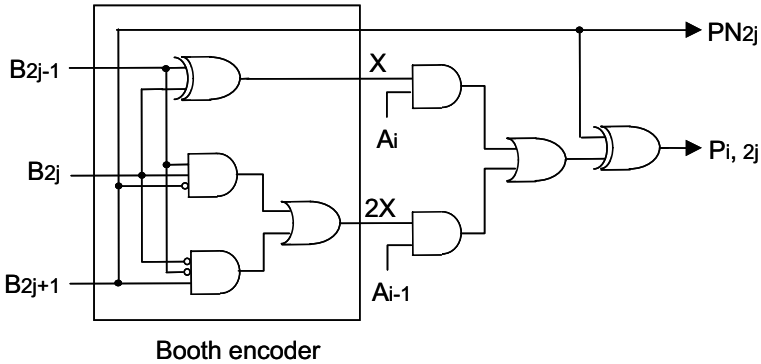 PN2j
B2j-1
X
Ai
Pi, 2j
B2j
2X
B2j+1
Ai-1
Booth encoder